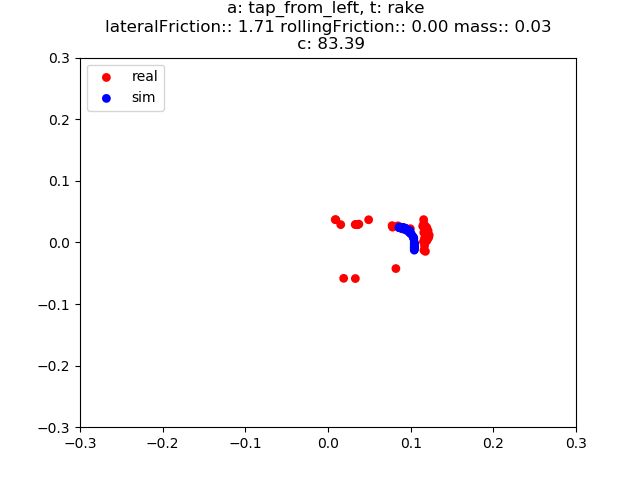 a: tap_from_left, t: rake
lateralFriction:: 1.71 rollingFriction:: 0.00 mass:: 0.03
c: 83.39
real
sim
0.3
0.2
0.1
0.0
−0.1
−0.2
−0.3
−0.3 −0.2 −0.1 0.0 0.1 0.2 0.3